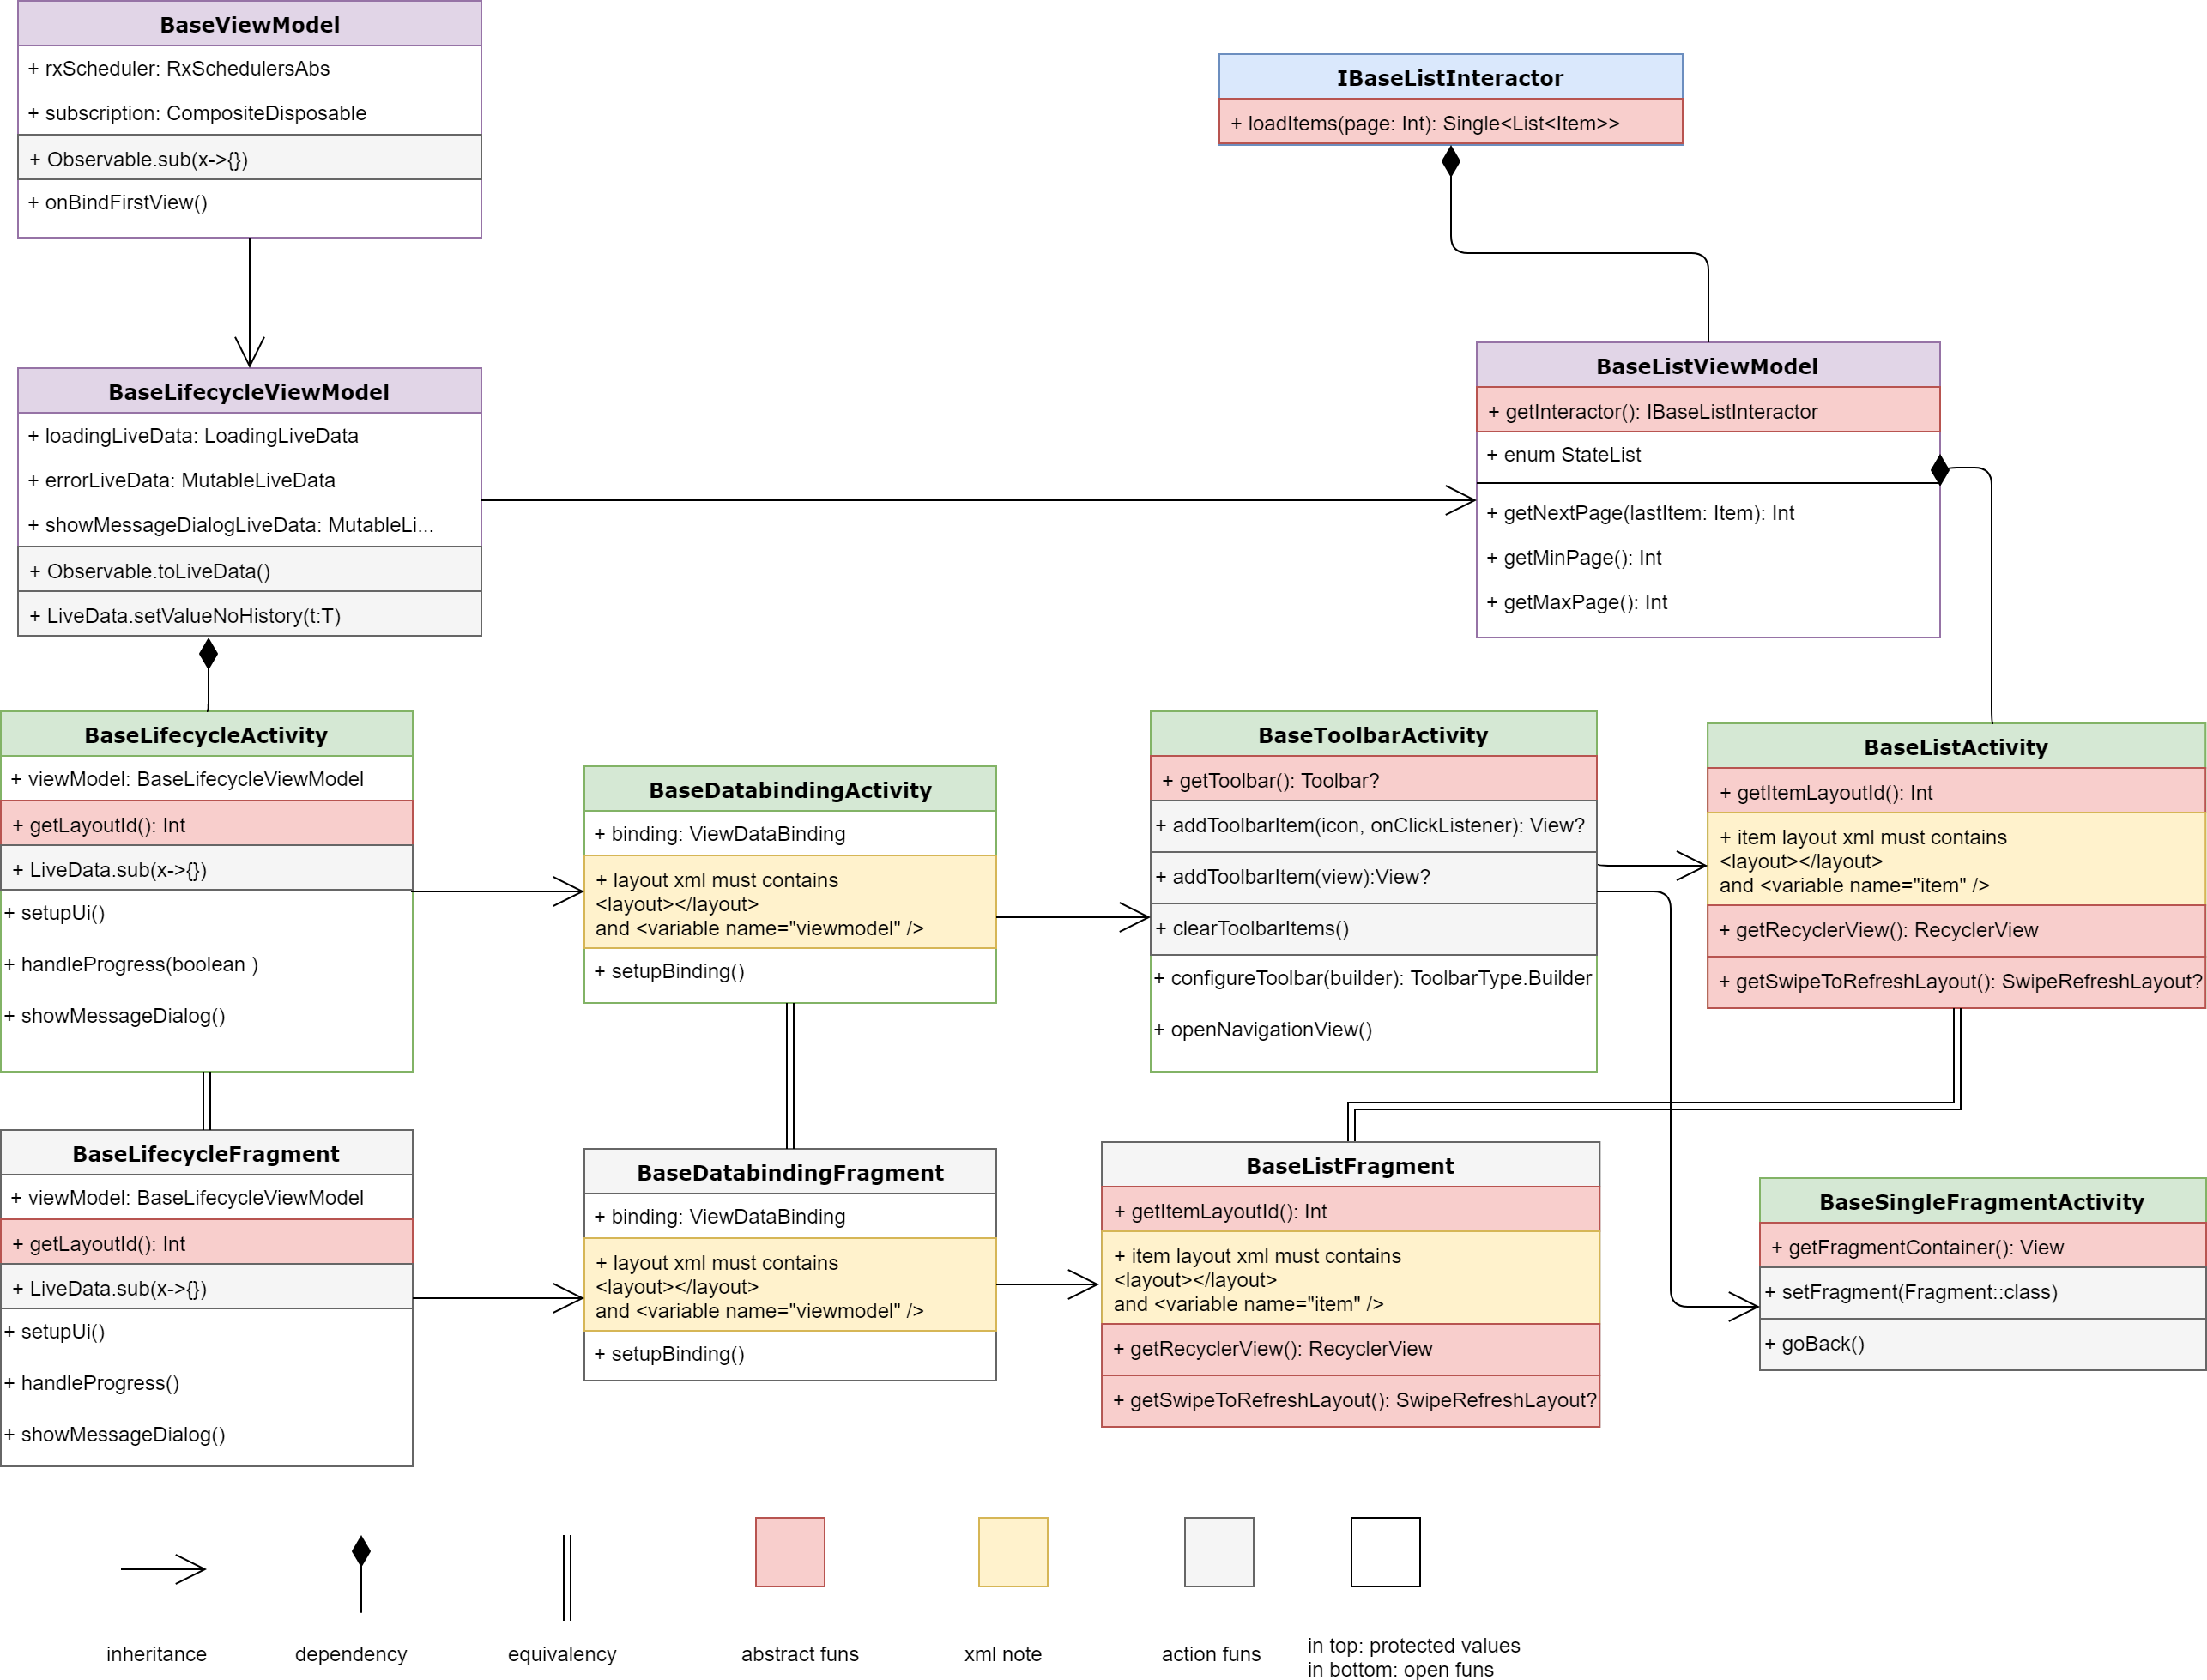 BaseViewModel
+ rxScheduler: RxSchedulersAbs
+ subscription: CompositeDisposable
+ Observable.sub(x->{})
+ onBindFirstView()
IBaseListInteractor
+ loadItems(page: Int): Single<List<Item>>
BaseLifecycleViewModel
+ loadingLiveData: LoadingLiveData
+ errorLiveData: MutableLiveData
+ showMessageDialogLiveData: MutableLi...
+ Observable.toLiveData()
+ LiveData.setValueNoHistory(t:T)
BaseListViewModel
+ getInteractor(): IBaseListInteractor
+ enum StateList
+ getNextPage(lastItem: Item): Int
+ getMinPage(): Int
+ getMaxPage(): Int
BaseLifecycleActivity
+ viewModel: BaseLifecycleViewModel
+ getLayoutId(): Int
+ LiveData.sub(x->{})
+ setupUi()
+ handleProgress(boolean )
+ showMessageDialog()
BaseDatabindingActivity
+ binding: ViewDataBinding
+ layout xml must contains
<layout></layout>
and <variable name="viewmodel" />
+ setupBinding()
BaseToolbarActivity
+ getToolbar(): Toolbar?
+ addToolbarItem(icon, onClickListener): View?
+ addToolbarItem(view):View?
+ clearToolbarItems()
+ configureToolbar(builder): ToolbarType.Builder
+ openNavigationView()
BaseListActivity
+ getItemLayoutId(): Int
+ item layout xml must contains
<layout></layout>
and <variable name="item" />
+ getRecyclerView(): RecyclerView
+ getSwipeToRefreshLayout(): SwipeRefreshLayout?
BaseLifecycleFragment
+ viewModel: BaseLifecycleViewModel
+ getLayoutId(): Int
+ LiveData.sub(x->{})
+ setupUi()
+ handleProgress()
+ showMessageDialog()
BaseDatabindingFragment
+ binding: ViewDataBinding
+ layout xml must contains
<layout></layout>
and <variable name="viewmodel" />
+ setupBinding()
BaseListFragment
+ getItemLayoutId(): Int
+ item layout xml must contains
<layout></layout>
and <variable name="item" />
+ getRecyclerView(): RecyclerView
+ getSwipeToRefreshLayout(): SwipeRefreshLayout?
BaseSingleFragmentActivity
+ getFragmentContainer(): View
+ setFragment(Fragment::class)
+ goBack()
inheritance
dependency
equivalency
abstract funs
xml note
action funs
in top: protected values
in bottom: open funs